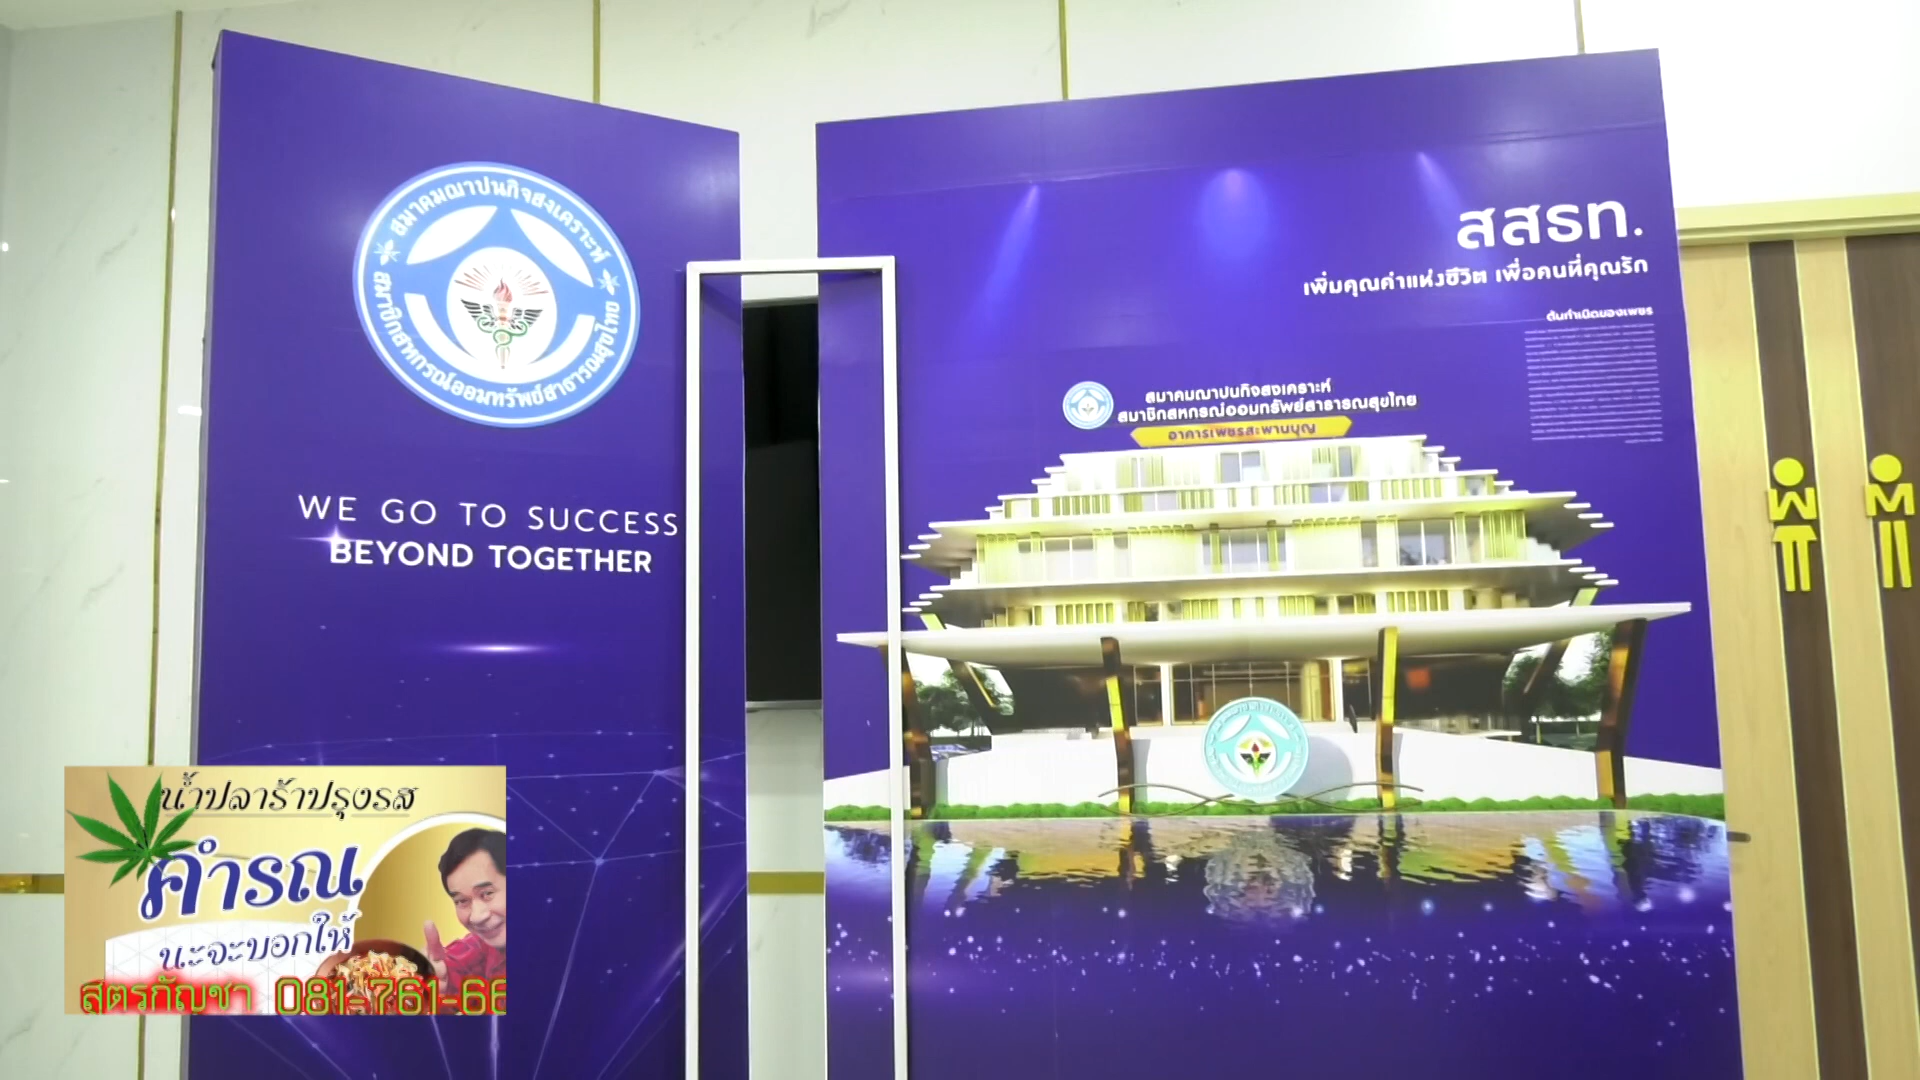 สมาคมฌาปนกิจสงเคราะห์
สมาชิกสหกรณ์ออมทรัพย์สาธารณสุขไทย
WE GO TO SUCCESS
BEYOND TOGETHER
สสธท.
เพิ่มคุณค่าแห่งชีวิต เพื่อคนที่คุณรัก
ต้นกำเนิดของเพชร
สมาคมฌาปนกิจสงเคราะห์
สมาชิกสหกรณ์ออมทรัพย์สาธารณสุขไทย
อาคารเพชรสะพานบุญ
น้ำปลาร้าปรุงรส
คำรณ
นะจะบอกให้
สูตรกัญชา 081-761-66